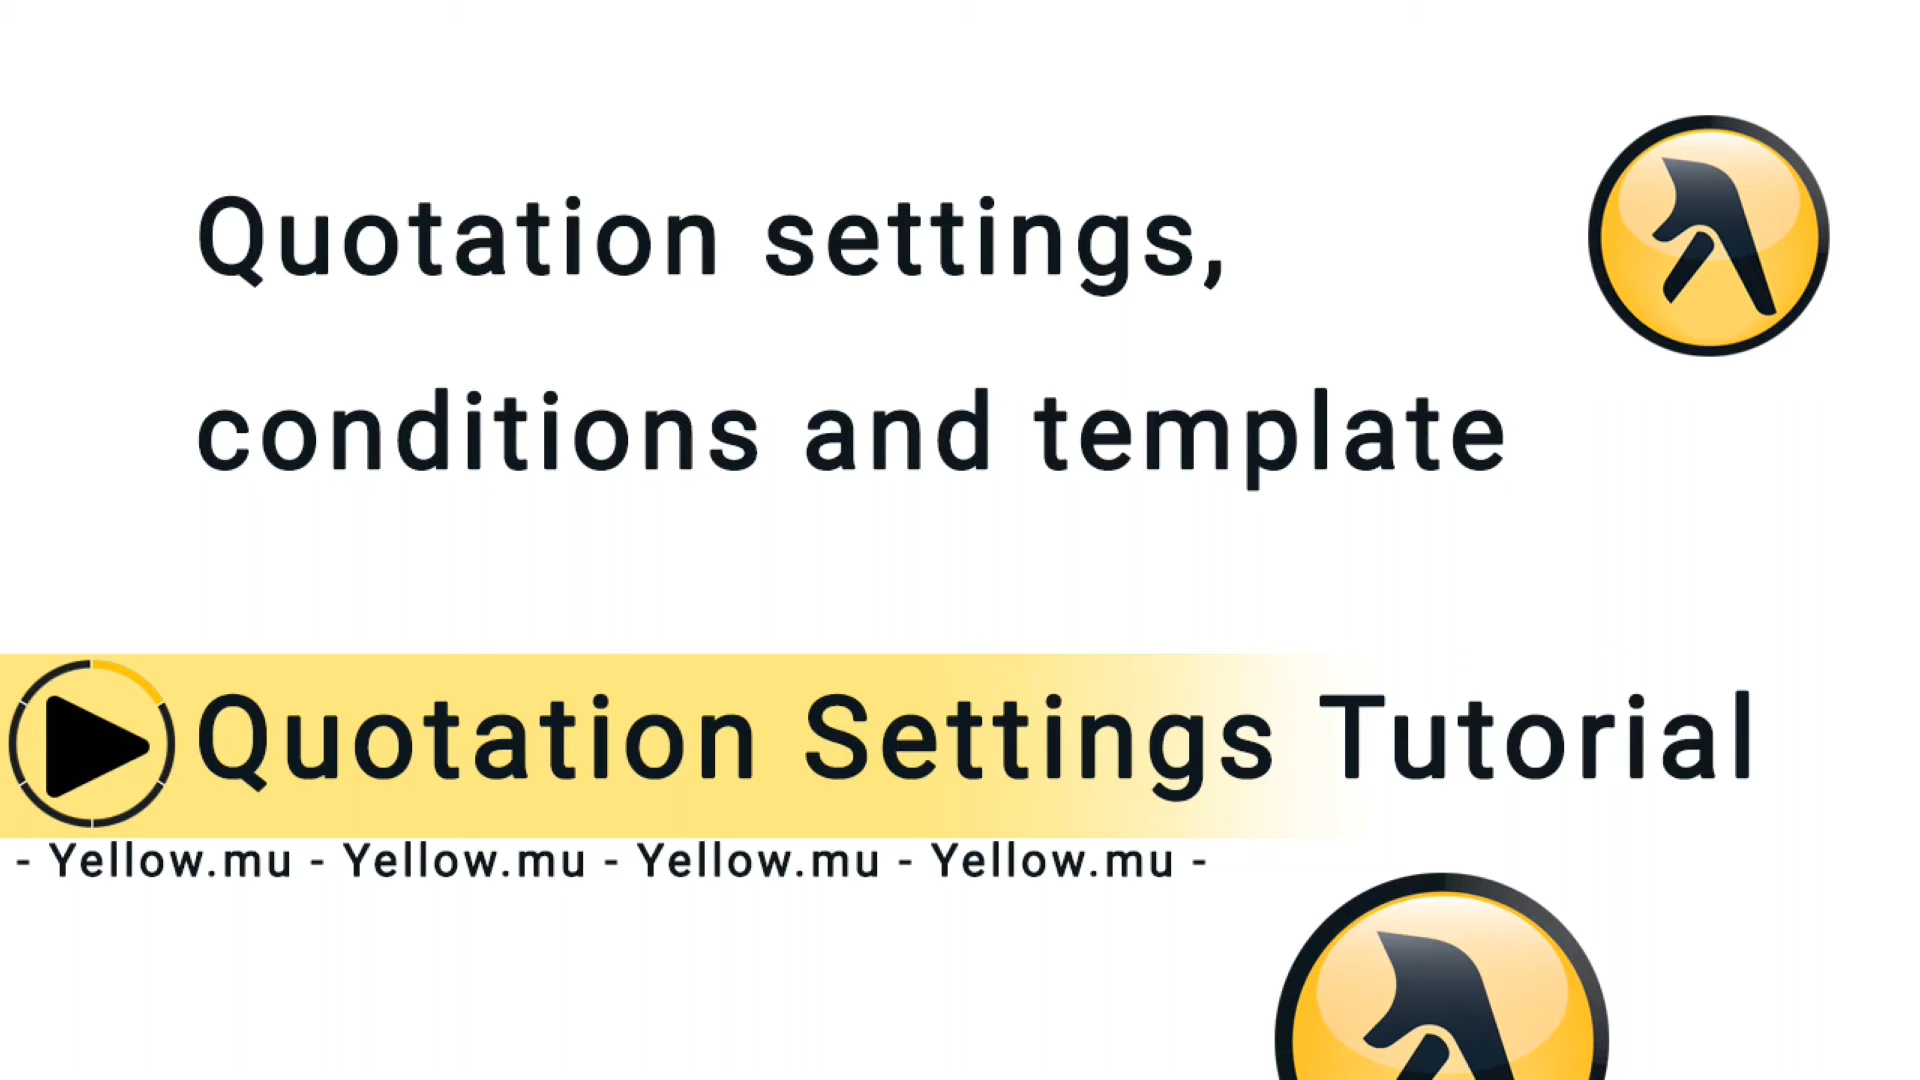 Quotation settings,
conditions and template
Quotation Settings Tutorial
- Yellow.mu - Yellow.mu - Yellow.mu - Yellow.mu -